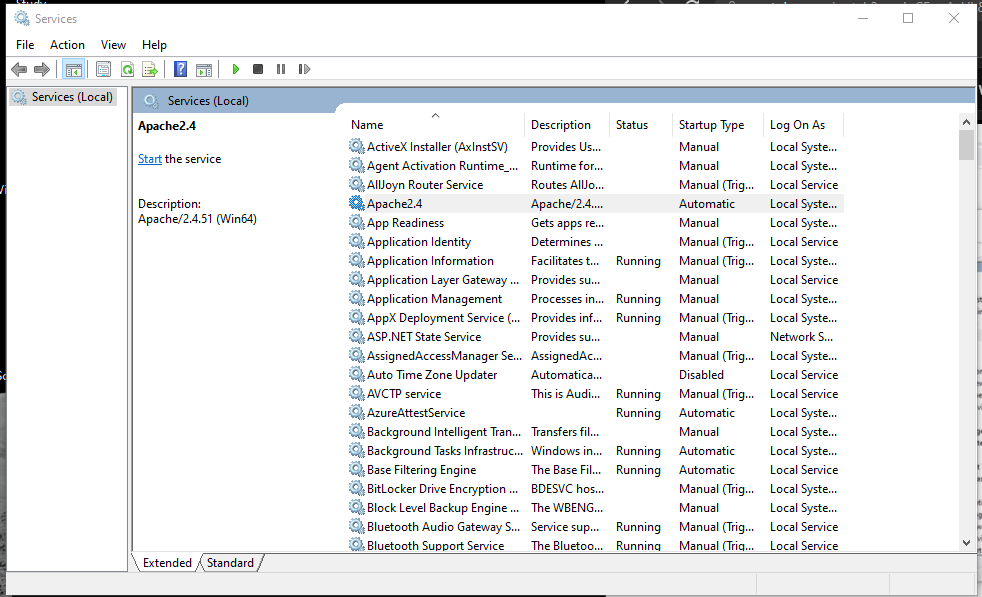 Services
File Action View Help
Services (Local)
Services (Local)
Apache2.4
Start the service
Description:
Apache/2.4.51 (Win64)
Name Description Status Startup Type Log On As
ActiveX Installer (AxInstSV) Provides Us... Manual Local Syste...
Agent Activation Runtime_... Runtime for... Manual Local Syste...
AllJoyn Router Service Routes AllJo... Manual (Trig... Local Service
Apache2.4 Apache/2.4.... Automatic Local Syste...
App Readiness Gets apps re... Manual Local Syste...
Application Identity Determines ... Manual (Trig... Local Service
Application Information Facilitates t... Running Manual (Trig... Local Syste...
Application Layer Gateway ... Provides su... Manual Local Service
Application Management Processes in... Running Manual Local Syste...
AppX Deployment Service (... Provides inf... Running Manual (Trig... Local Syste...
ASP.NET State Service Provides su... Manual Network S...
AssignedAccessManager Se... AssignedAc... Manual (Trig... Local Syste...
Auto Time Zone Updater Automatica... Disabled Local Service
AVCTP service This is Audi... Running Manual (Trig... Local Service
AzureAttestService Running Automatic Local Syste...
Background Intelligent Tran... Transfers fil... Manual Local Syste...
Background Tasks Infrastruc... Windows in... Running Automatic Local Syste...
Base Filtering Engine The Base Fil... Running Automatic Local Service
BitLocker Drive Encryption ... BDESVC hos... Manual (Trig... Local Syste...
Block Level Backup Engine ... The WBENG... Manual Local Syste...
Bluetooth Audio Gateway S... Service sup... Running Manual (Trig... Local Service
Bluetooth Support Service The Bluetoo... Running Manual (Trig... Local Service
Extended Standard